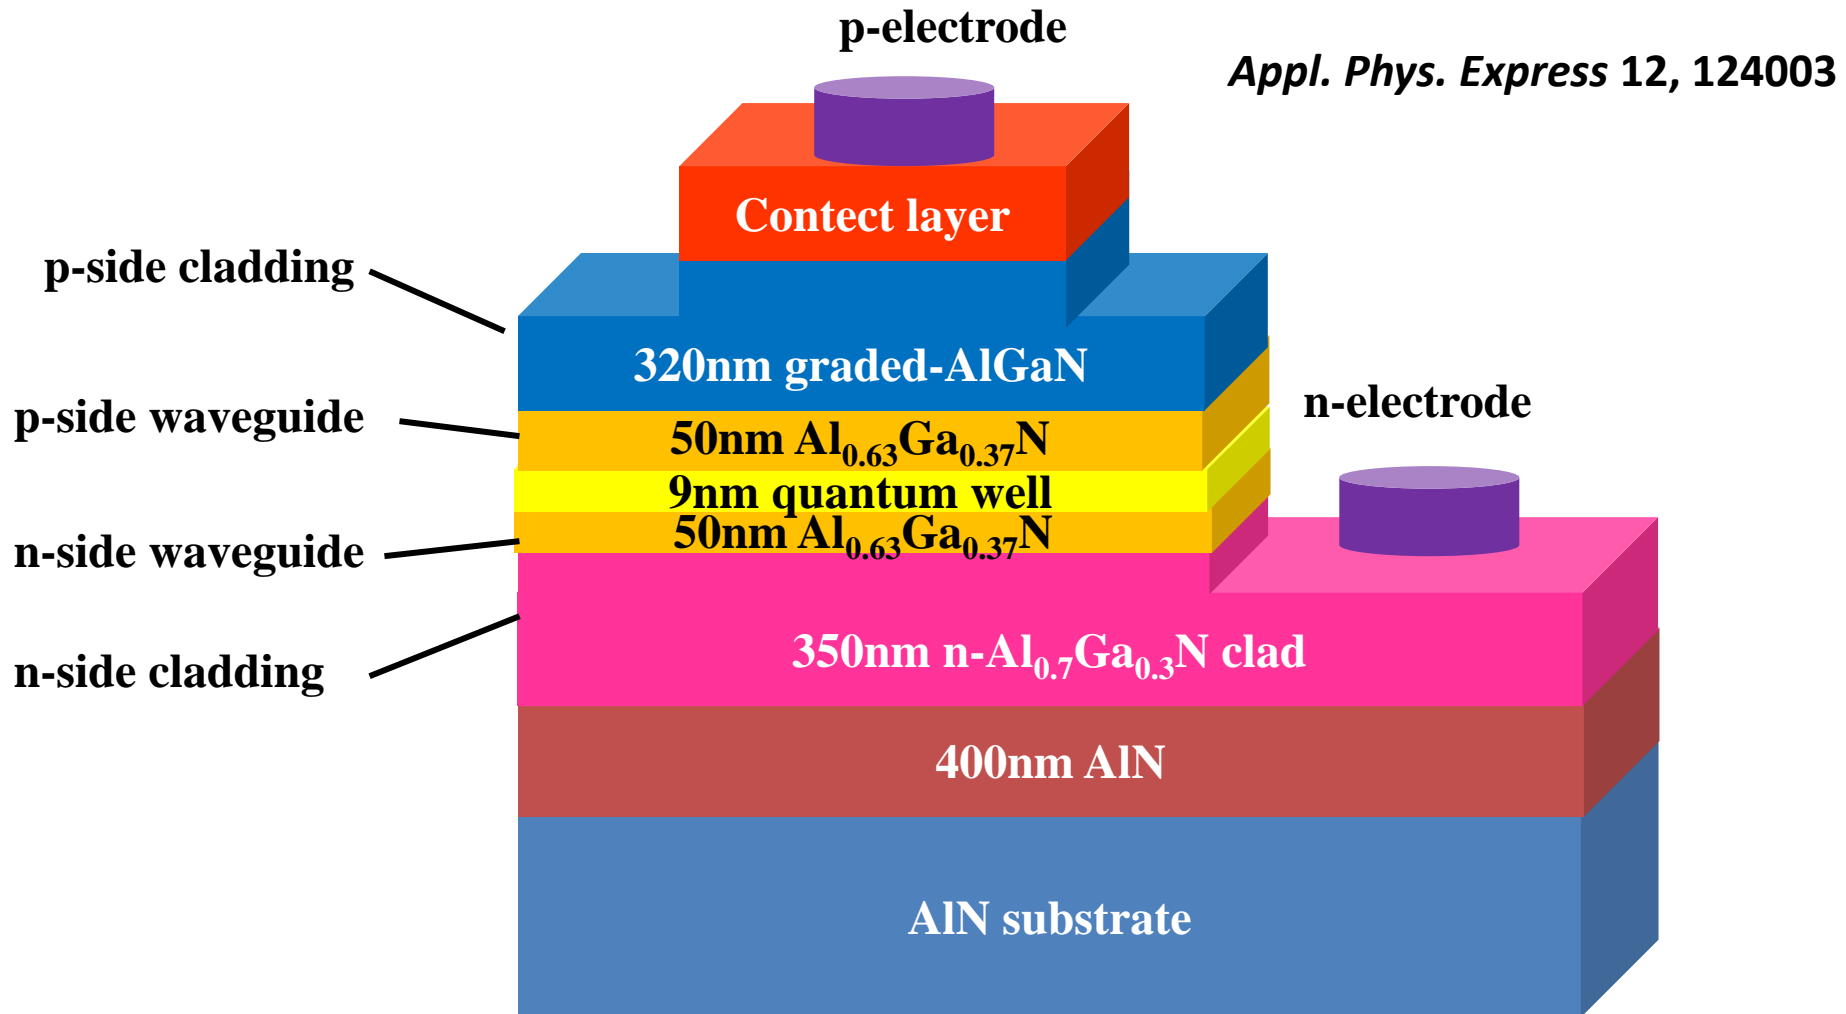 p-electrode
Appl. Phys. Express 12, 124003
Contect layer
p-side cladding
320nm graded-AlGaN
n-electrode
p-side waveguide
50nm Al0.63Ga0.37N
9nm quantum well
n-side waveguide
50nm Al0.63Ga0.37N
n-side cladding
350nm n-Al0.7Ga0.3N clad
400nm AlN
AlN substrate